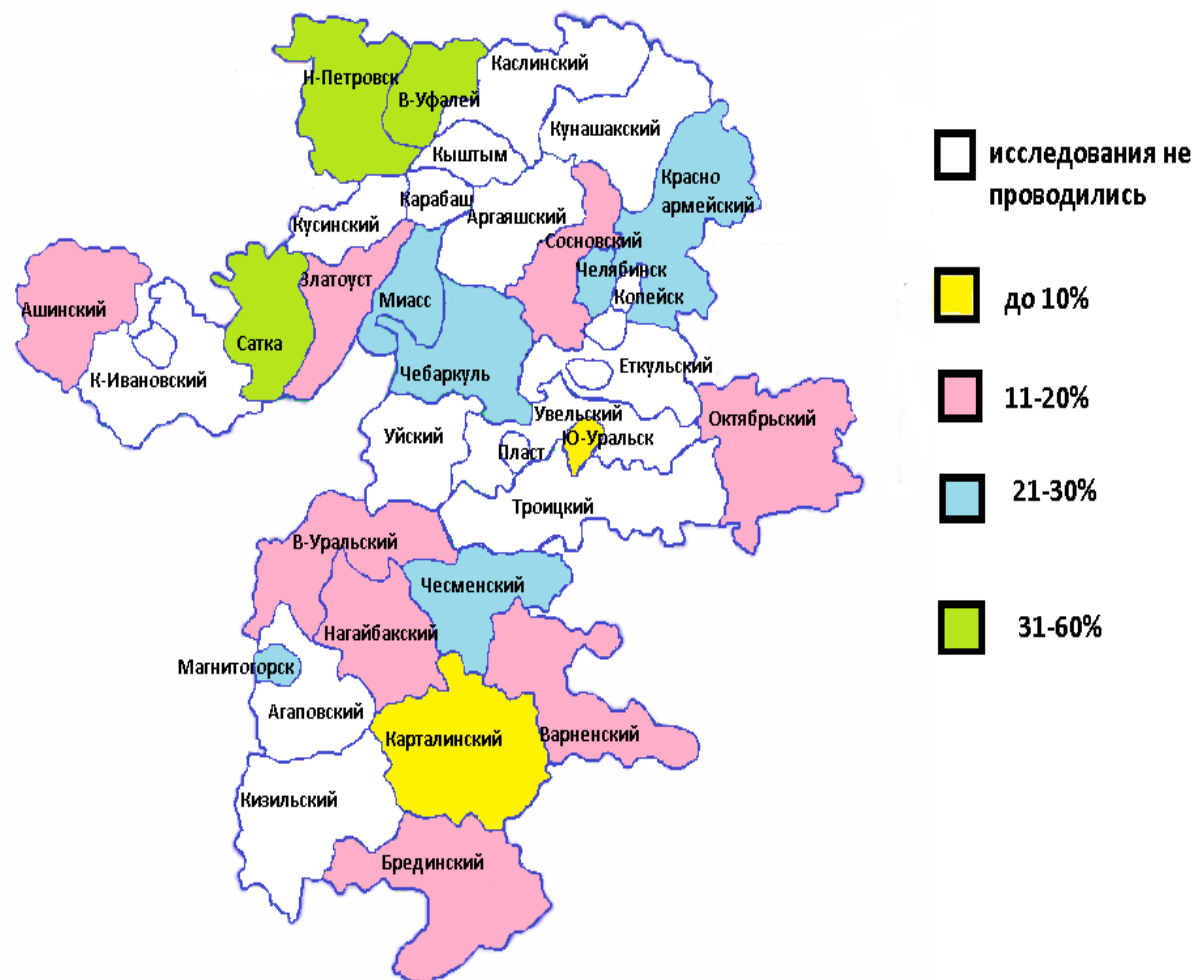 Каслинский
Н-Петровск
В-Уфалей
Кунашакский
Кыштым
Красно
армейский
Карабаш
Аргаяшский
Кусинский
Сосновский
Челябинск
Златоуст
Миасс
Копейск
Ашинский
Сатка
К-Ивановский
Чебаркуль
Еткульский
Увельский
Октябрьский
Уйский
Ю-Уральск
Пласт
Троицкий
В-Уральский
Чесменский
Нагайбакский
Магнитогорск
Агаповский
Карталинский
Варненский
Кизильский
Брединский
исследования не
проводились
до 10%
11-20%
21-30%
31-60%